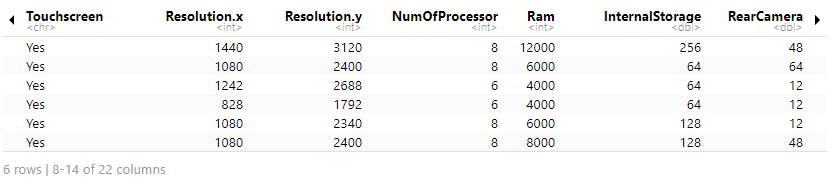 Touchscreen Resolution.x Resolution.y NumOfProcessor Ram InternalStorage RearCamera
<chr> <int> <int> <int> <int> <dbl> <dbl>
Yes 1440 3120 8 12000 256 48
Yes 1080 2400 8 6000 64 64
Yes 1242 2688 6 4000 64 12
Yes 828 1792 6 4000 64 12
Yes 1080 2340 8 6000 128 12
Yes 1080 2400 8 8000 128 48
6 rows | 8-14 of 22 columns